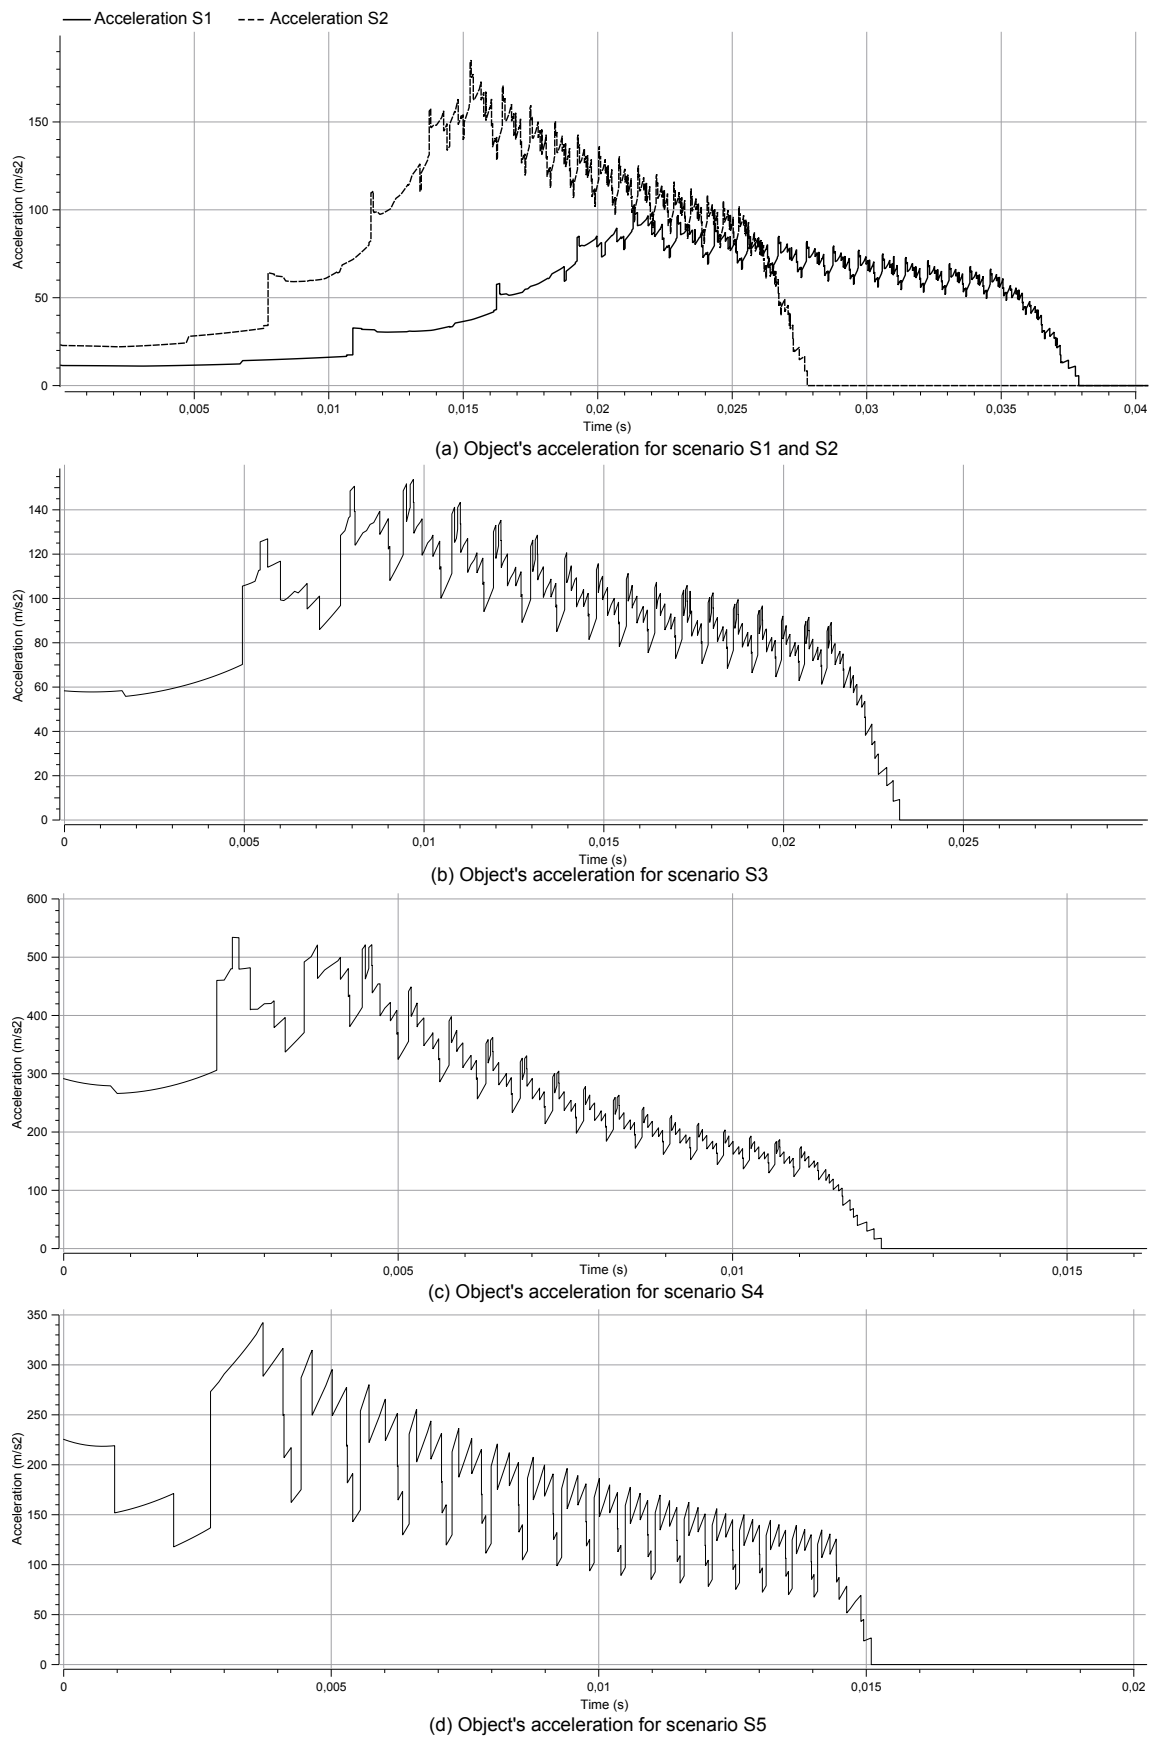 Acceleration S1 Acceleration S2
Acceleration (m/s2)
150
100
50
0
0,005 0,01 0,015 0,02 0,025 0,03 0,035 0,04
Time (s)
(a) Object's acceleration for scenario S1 and S2
Acceleration (m/s2)
140
120
100
80
60
40
20
0
0 0,005 0,01 0,015 0,02 0,025
Time (s)
(b) Object's acceleration for scenario S3
Acceleration (m/s2)
600
500
400
300
200
100
0
0 0,005 0,01 0,015
Time (s)
(c) Object's acceleration for scenario S4
Acceleration (m/s2)
350
300
250
200
150
100
50
0
0 0,005 0,01 0,015 0,02
Time (s)
(d) Object's acceleration for scenario S5